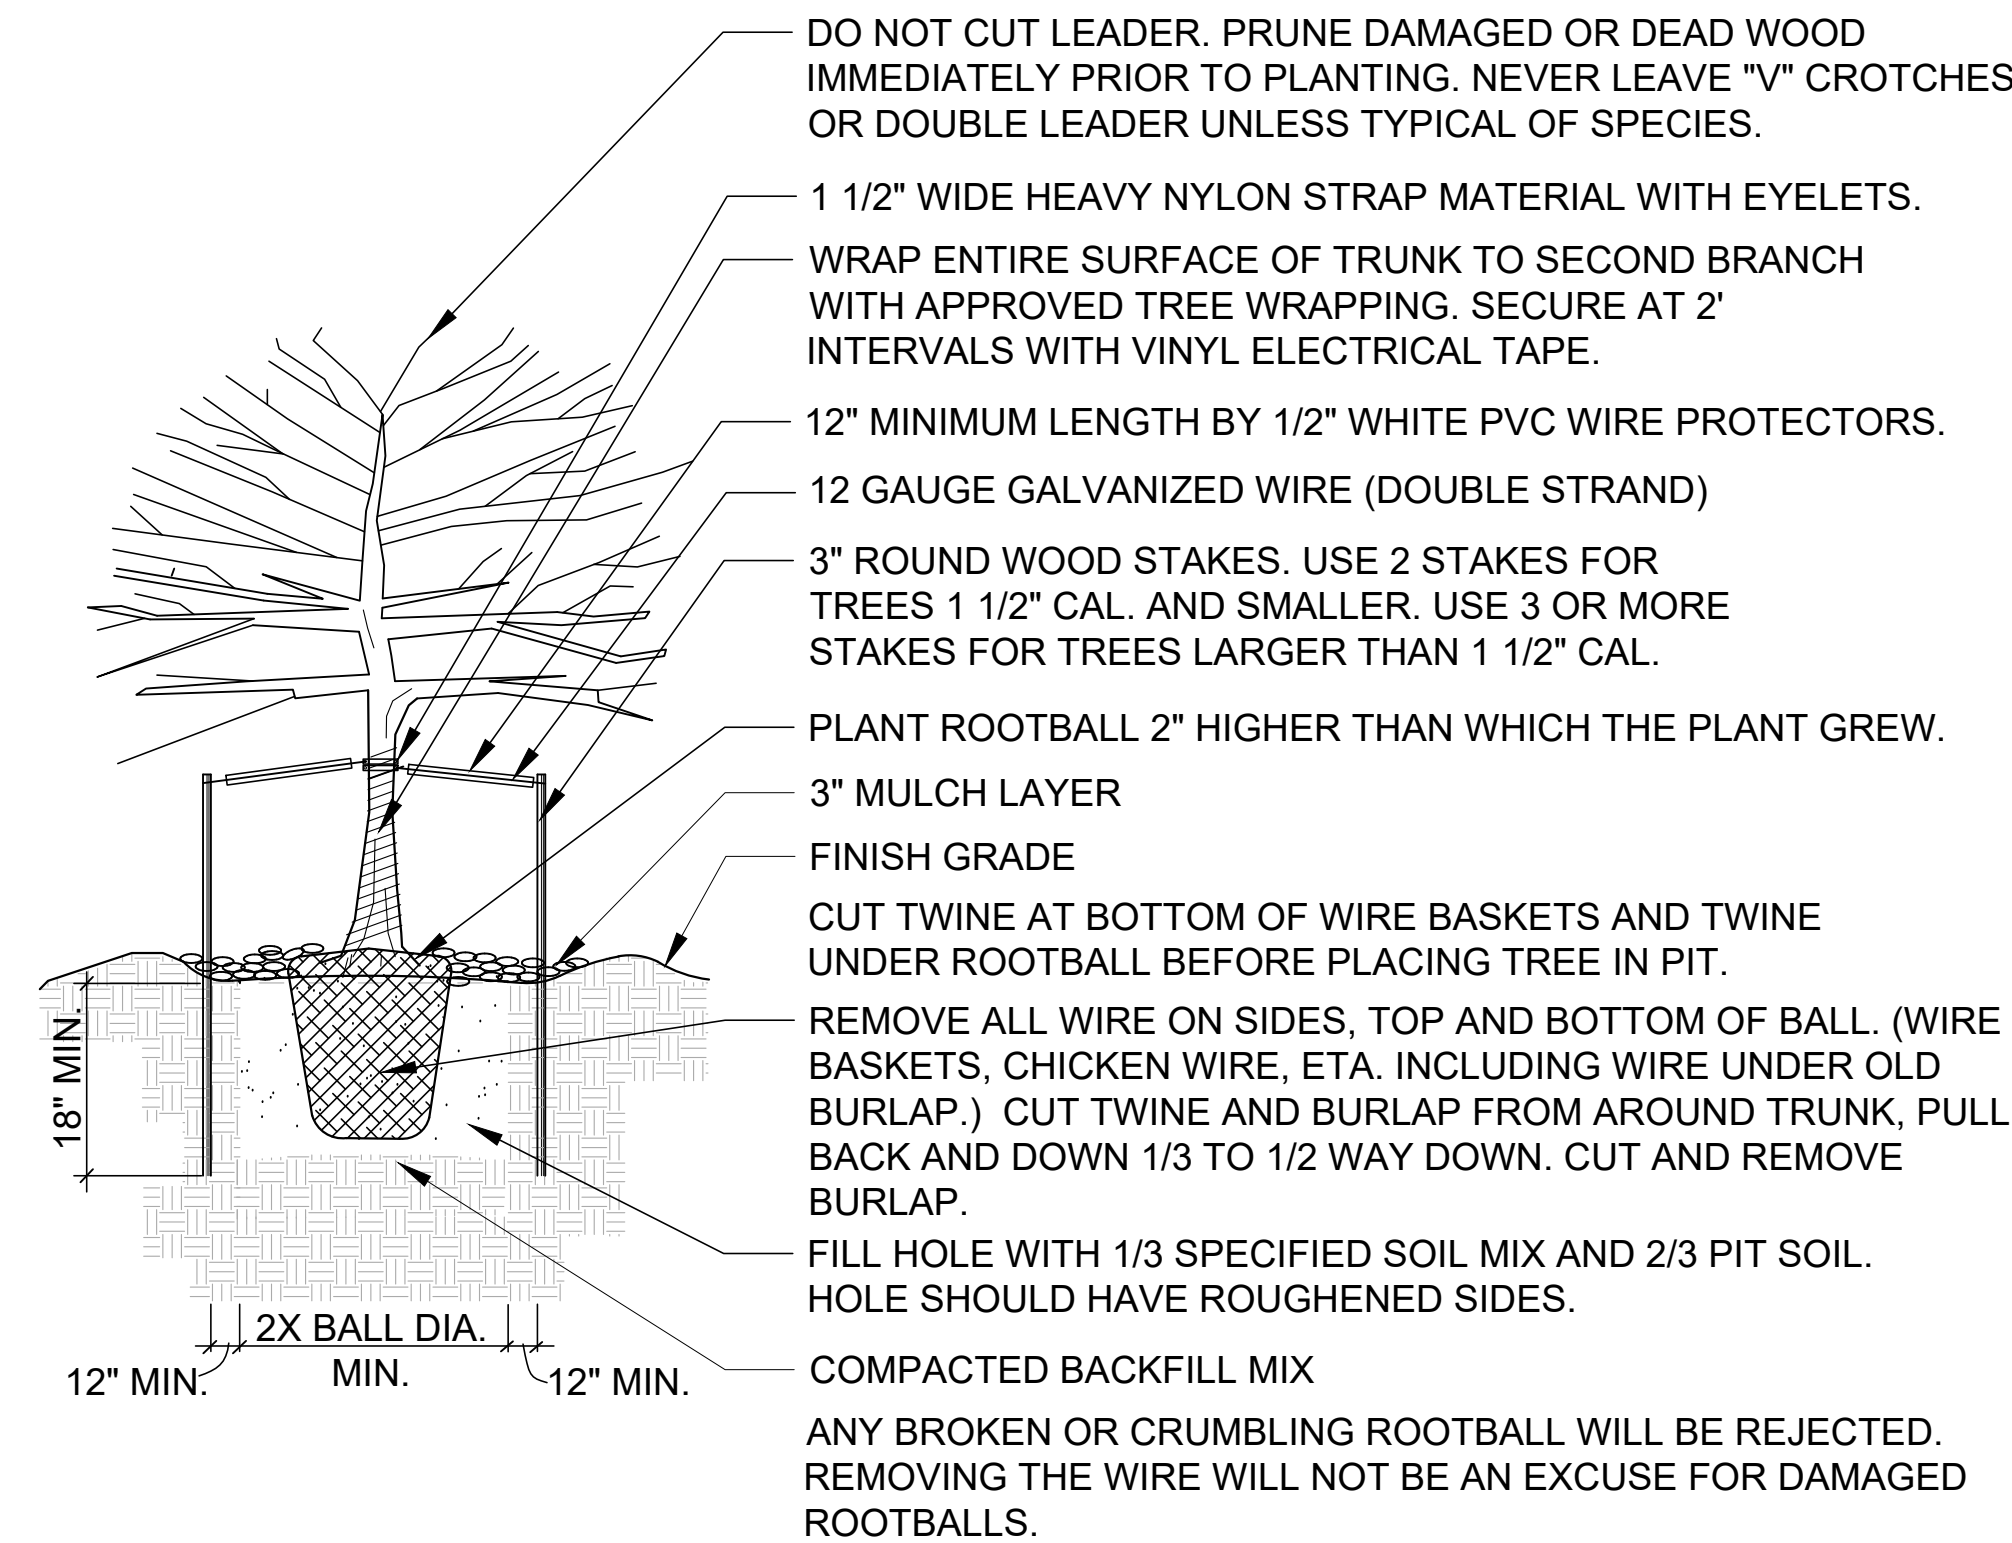 DO NOT CUT LEADER. PRUNE DAMAGED OR DEAD WOOD
IMMEDIATELY PRIOR TO PLANTING. NEVER LEAVE "V" CROTCHES
OR DOUBLE LEADER UNLESS TYPICAL OF SPECIES.
1 1/2" WIDE HEAVY NYLON STRAP MATERIAL WITH EYELETS.
WRAP ENTIRE SURFACE OF TRUNK TO SECOND BRANCH
WITH APPROVED TREE WRAPPING. SECURE AT 2'
INTERVALS WITH VINYL ELECTRICAL TAPE.
12" MINIMUM LENGTH BY 1/2" WHITE PVC WIRE PROTECTORS.
12 GAUGE GALVANIZED WIRE (DOUBLE STRAND)
3" ROUND WOOD STAKES. USE 2 STAKES FOR
TREES 1 1/2" CAL. AND SMALLER. USE 3 OR MORE
STAKES FOR TREES LARGER THAN 1 1/2" CAL.
PLANT ROOTBALL 2" HIGHER THAN WHICH THE PLANT GREW.
3" MULCH LAYER
FINISH GRADE
CUT TWINE AT BOTTOM OF WIRE BASKETS AND TWINE
UNDER ROOTBALL BEFORE PLACING TREE IN PIT.
REMOVE ALL WIRE ON SIDES, TOP AND BOTTOM OF BALL. (WIRE
BASKETS, CHICKEN WIRE, ETA. INCLUDING WIRE UNDER OLD
BURLAP.)  CUT TWINE AND BURLAP FROM AROUND TRUNK, PULL
BACK AND DOWN 1/3 TO 1/2 WAY DOWN. CUT AND REMOVE
BURLAP.
FILL HOLE WITH 1/3 SPECIFIED SOIL MIX AND 2/3 PIT SOIL.
HOLE SHOULD HAVE ROUGHENED SIDES.
COMPACTED BACKFILL MIX
ANY BROKEN OR CRUMBLING ROOTBALL WILL BE REJECTED.
REMOVING THE WIRE WILL NOT BE AN EXCUSE FOR DAMAGED
ROOTBALLS.
18" MIN.
2X BALL DIA.
MIN.
12" MIN.
12" MIN.